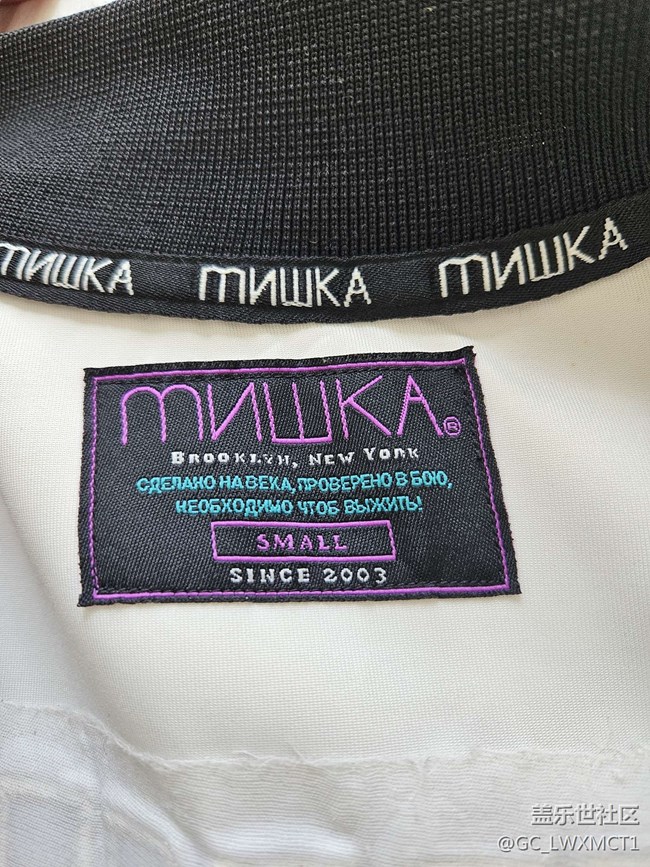 мишка
мишка
мишка
мишка®
BROOKLYN, NEW YORK
СДЕЛАНО НА ВЕКА, ПРОВЕРЕНО В БОЮ,
НЕОБХОДИМО ЧТОБ ВЫЖИТЬ!
SMALL
SINCE 2003
盖乐世社区
@GC_LWXMCT1